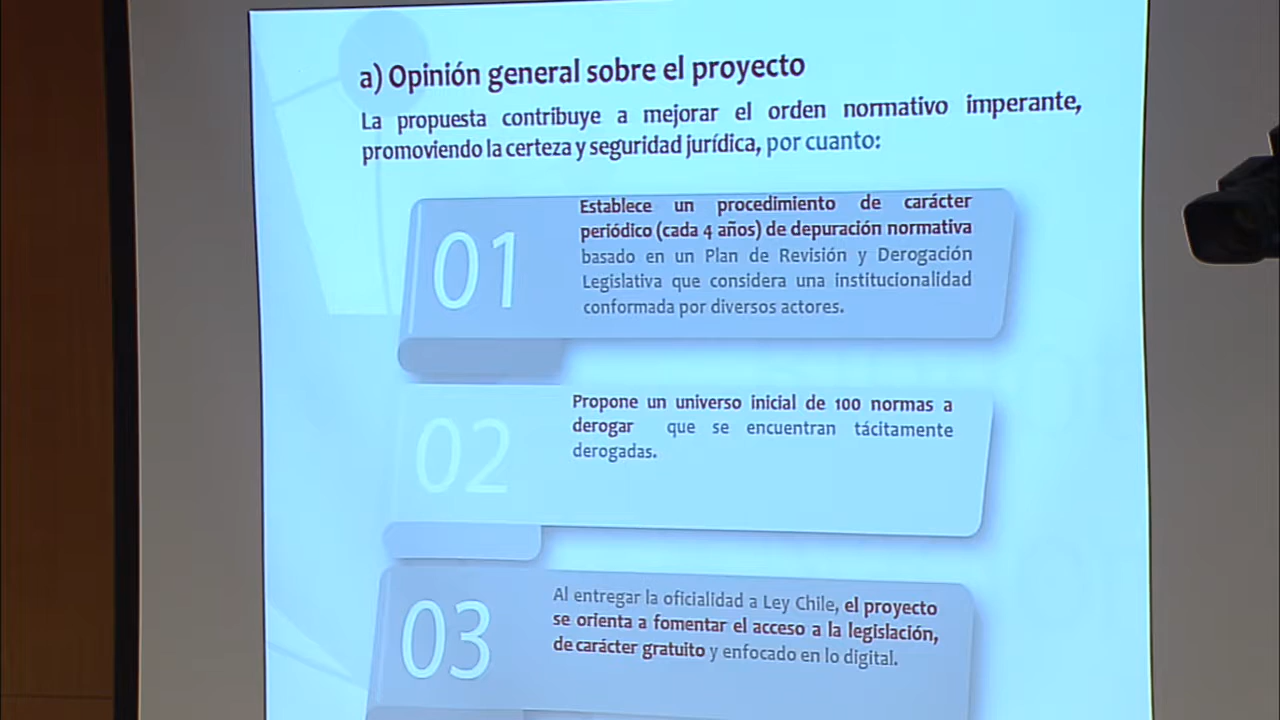 a) Opinión general sobre el proyecto
La propuesta contribuye a mejorar el orden normativo imperante,
promoviendo la certeza y seguridad jurídica, por cuanto:
01
Establece un procedimiento de carácter
periódico (cada 4 años) de depuración normativa
basado en un Plan de Revisión y Derogación
Legislativa que considera una institucionalidad
conformada por diversos actores.
02
Propone un universo inicial de 100 normas a
derogar que se encuentran tácitamente
derogadas.
03
Al entregar la oficialidad a Ley Chile, el proyecto
se orienta a fomentar el acceso a la legislación,
de carácter gratuito y enfocado en lo digital.